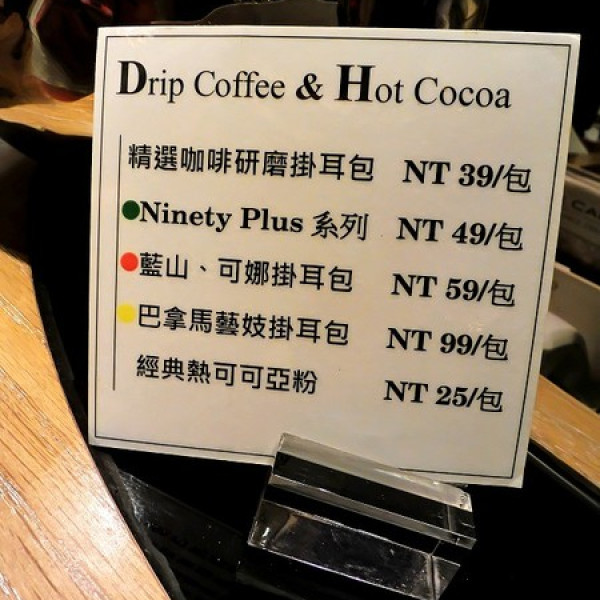 Drip Coffee & Hot Cocoa
精選咖啡研磨掛耳包 NT 39/包
Ninety Plus 系列 NT 49/包
藍山、可娜掛耳包 NT 59/包
巴拿馬藝妓掛耳包 NT 99/包
經典熱可可亞粉 NT 25/包